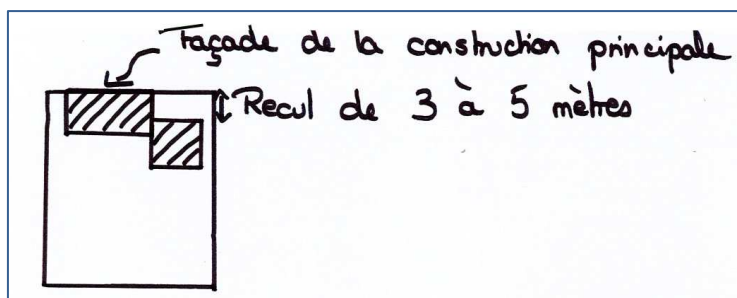 Façade de la construction principale
Recul de 3 à 5 mètres